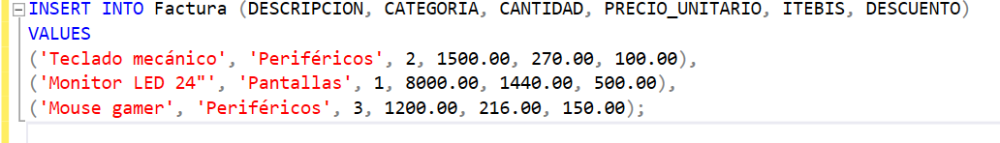 INSERT INTO Factura (DESCRIPCION, CATEGORIA, CANTIDAD, PRECIO_UNITARIO, ITEBIS, DESCUENTO)
VALUES
('Teclado mecánico', 'Periféricos', 2, 1500.00, 270.00, 100.00),
('Monitor LED 24"', 'Pantallas', 1, 8000.00, 1440.00, 500.00),
('Mouse gamer', 'Periféricos', 3, 1200.00, 216.00, 150.00);